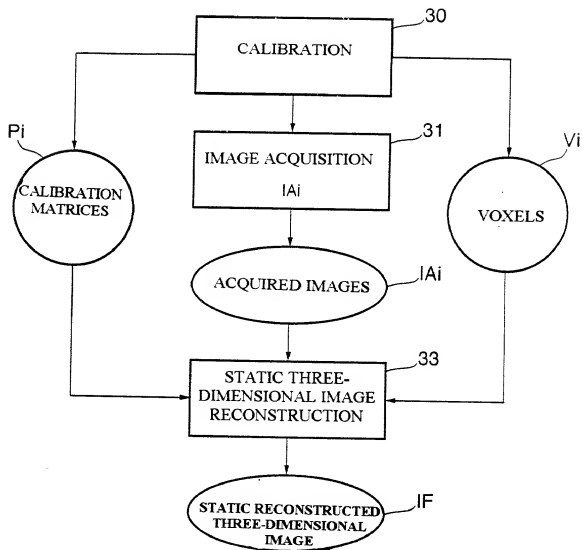 30
CALIBRATION
31
Pi
Vi
IMAGE ACQUISITION
IAi
CALIBRATION
MATRICES
VOXELS
ACQUIRED IMAGES
IAi
33
STATIC THREE-
DIMENSIONAL IMAGE
RECONSTRUCTION
IF
STATIC RECONSTRUCTED
THREE-DIMENSIONAL
IMAGE